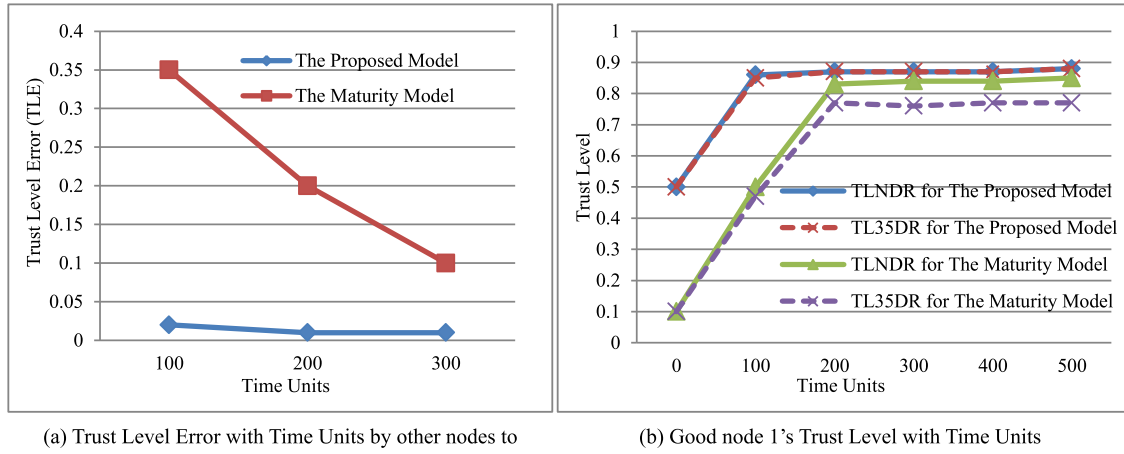 0.4
0.35
0.3
0.25
0.2
0.15
0.1
0.05
0
Trust Level Error (TLE)
The Proposed Model
The Maturity Model
100 200 300
Time Units
(a) Trust Level Error with Time Units by other nodes to
1
0.9
0.8
0.7
0.6
0.5
0.4
0.3
0.2
0.1
0
Trust Level
TLNDR for The Proposed Model
TL35DR for The Proposed Model
TLNDR for The Maturity Model
TL35DR for The Maturity Model
0 100 200 300 400 500
Time Units
(b) Good node 1's Trust Level with Time Units